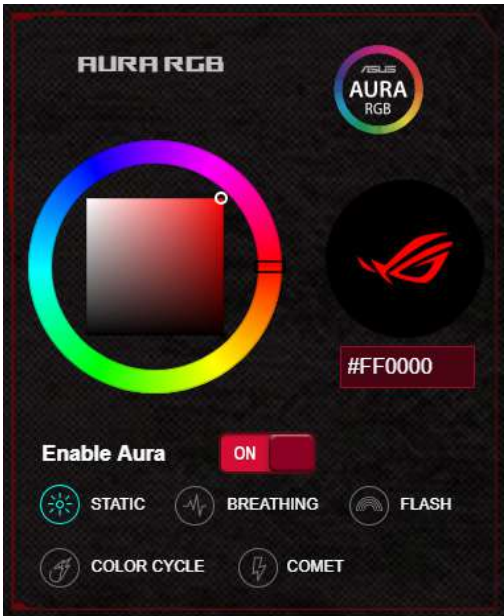 AURA RGB
ASUS
AURA
RGB
#FF0000
Enable Aura ON
STATIC BREATHING FLASH
COLOR CYCLE COMET